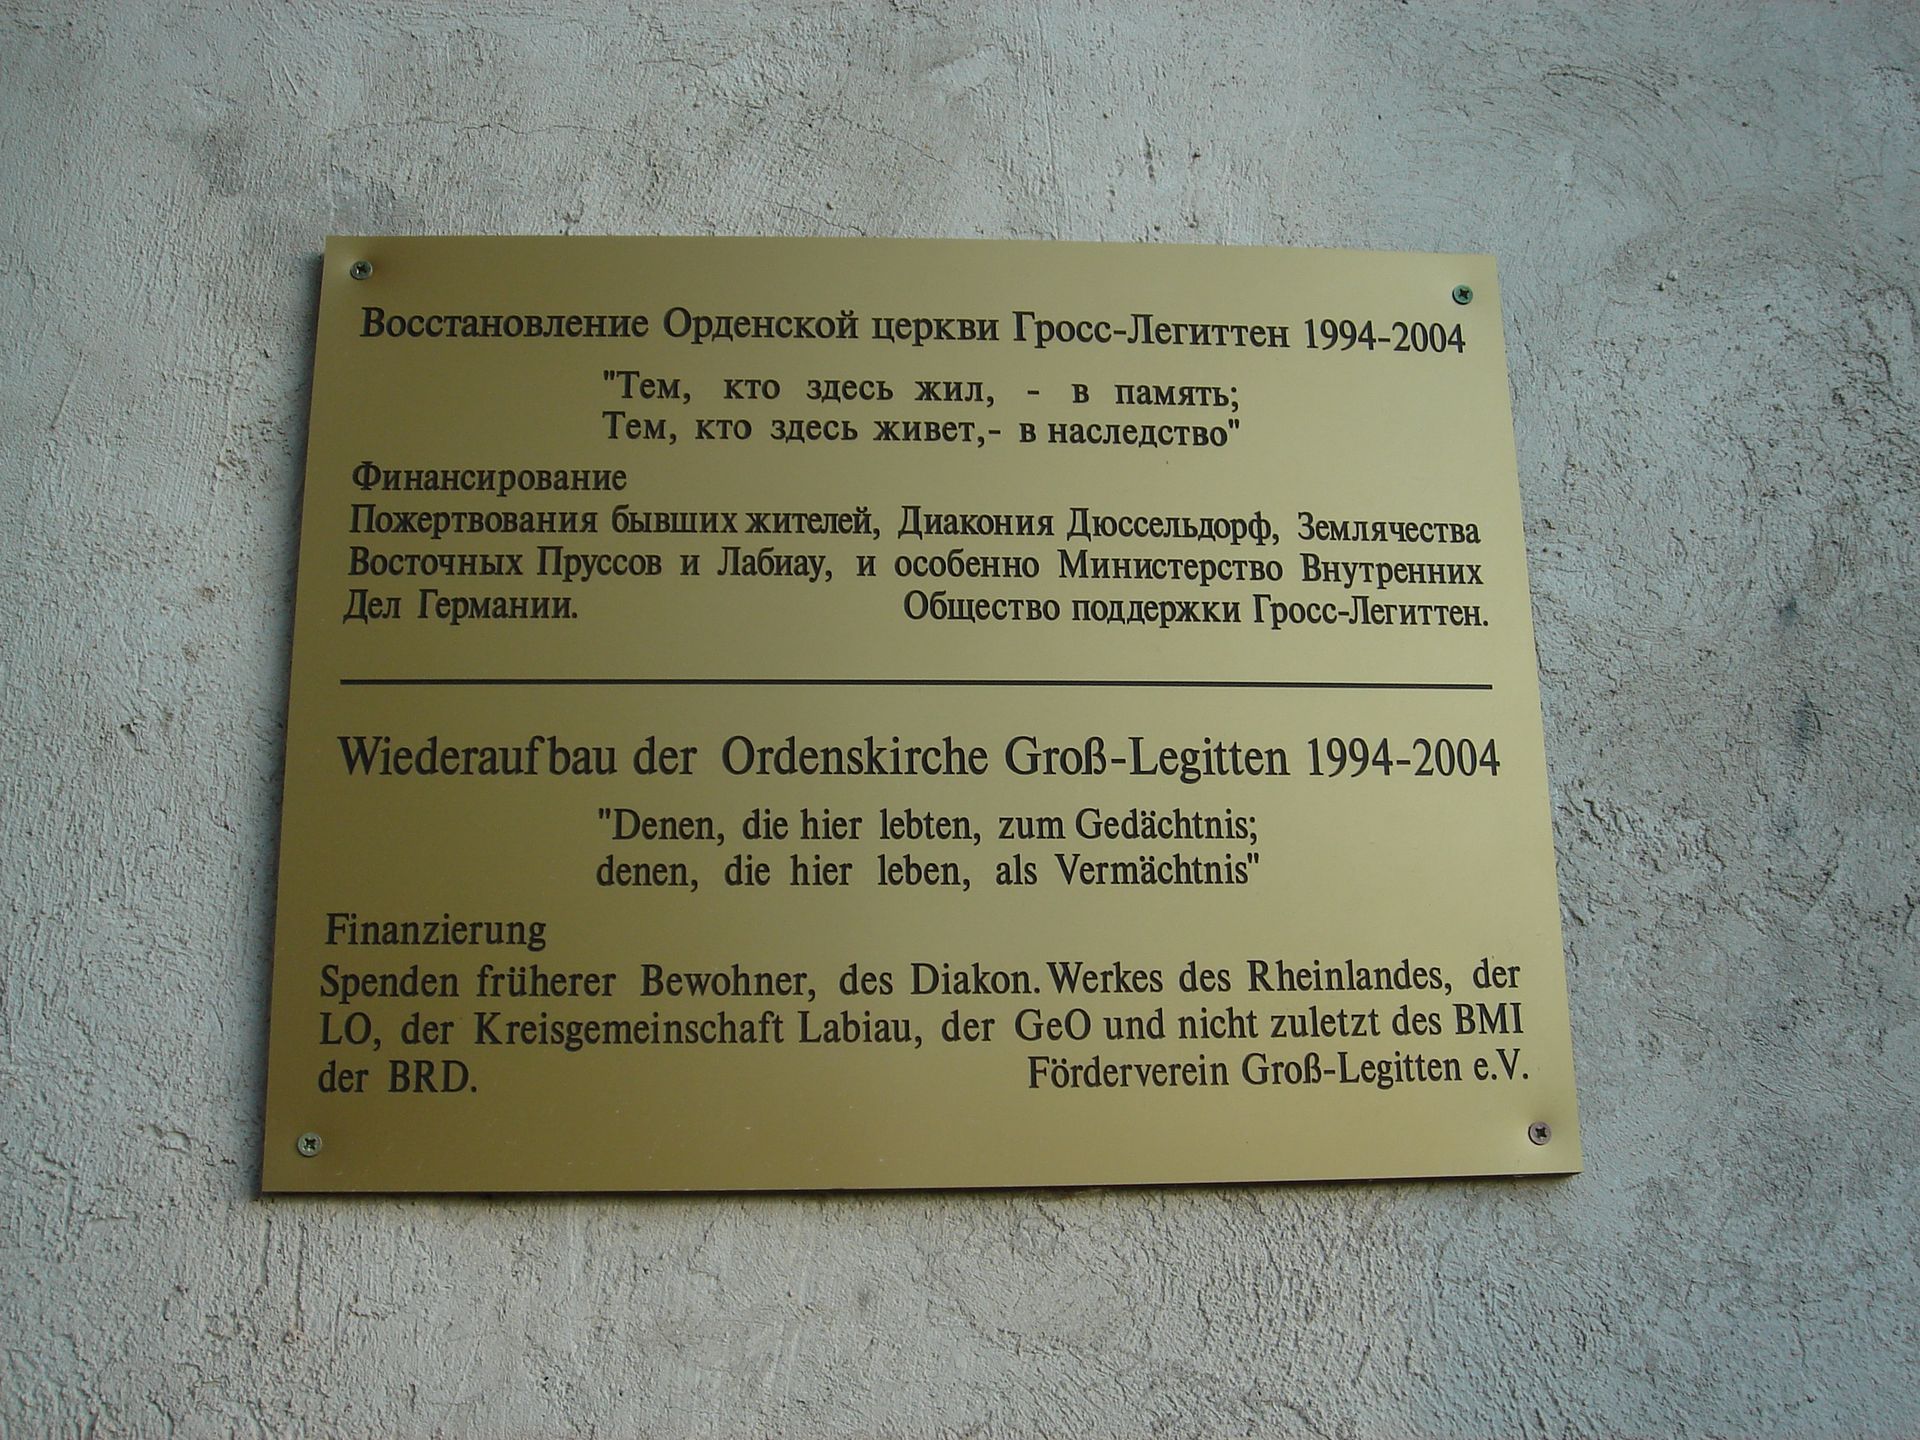 Восстановление Орденской церкви Гросс-Легиттен 1994-2004
"Тем, кто здесь жил, - в память;
Тем, кто здесь живет,- в наследство"
Финансирование
Пожертвования бывших жителей, Диакония Дюссельдорф, Землячества
Восточных Пруссов и Лабиау, и особенно Министерство Внутренних
Дел Германии. Общество поддержки Гросс-Легиттен.
Wiederaufbau der Ordenskirche Groß-Legitten 1994-2004
"Denen, die hier lebten, zum Gedächtnis;
denen, die hier leben, als Vermächtnis"
Finanzierung
Spenden früherer Bewohner, des Diakon. Werkes des Rheinlandes, der
LO, der Kreisgemeinschaft Labiau, der GeO und nicht zuletzt des BMI
der BRD. Förderverein Groß-Legitten e.V.